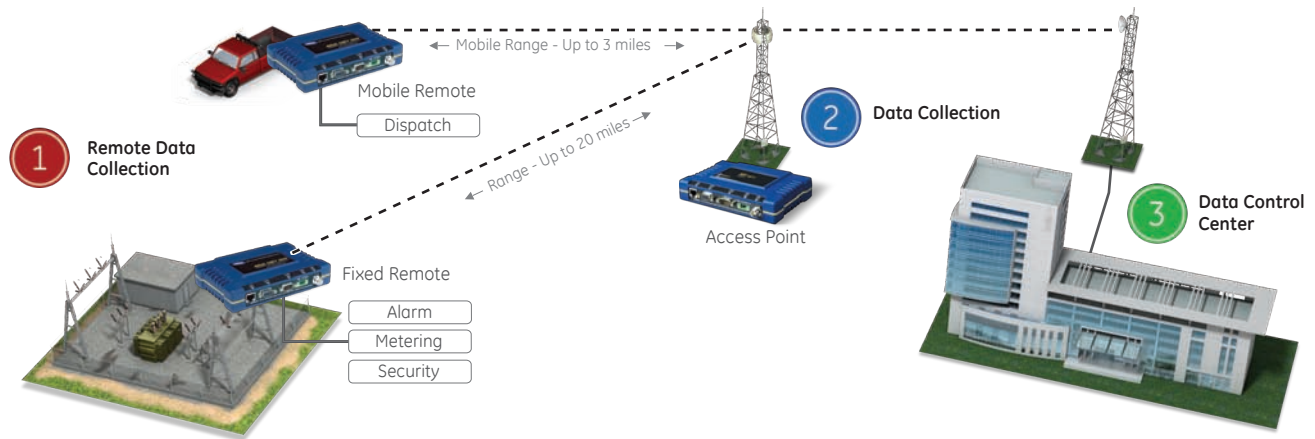 Mobile Range - Up to 3 miles
Mobile Remote
Dispatch
1
Remote Data
Collection
Range - Up to 20 miles
2
Data Collection
Access Point
3
Data Control
Center
Fixed Remote
Alarm
Metering
Security